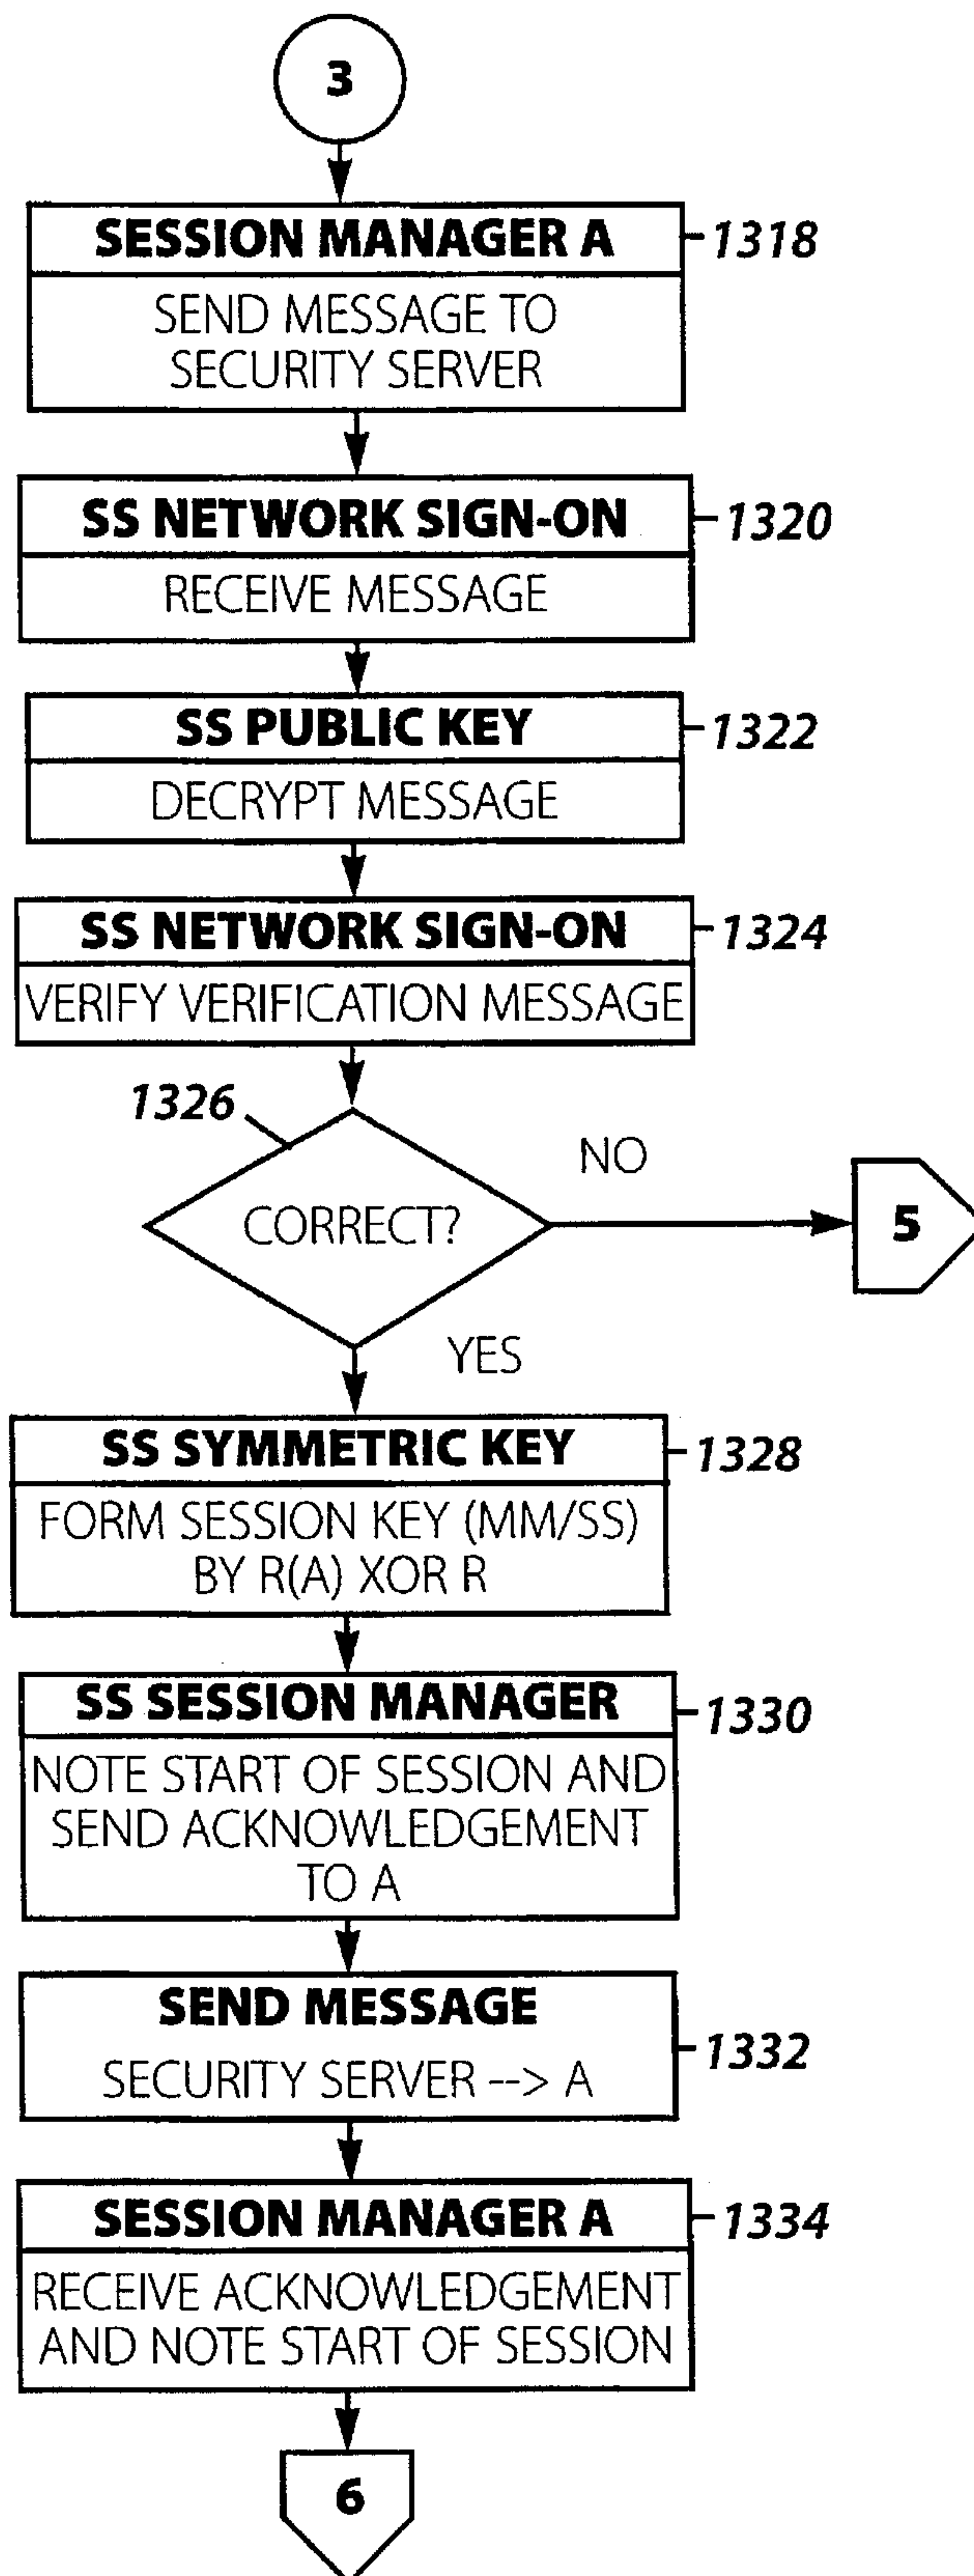 3
SESSION MANAGER A
1318
SEND MESSAGE TO
SECURITY SERVER
SS NETWORK SIGN-ON
1320
RECEIVE MESSAGE
SS PUBLIC KEY
1322
DECRYPT MESSAGE
SS NETWORK SIGN-ON
1324
VERIFY VERIFICATION MESSAGE
1326
NO
CORRECT?
5
YES
SS SYMMETRIC KEY
1328
FORM SESSION KEY (MM/SS)
BY R(A) XOR R
SS SESSION MANAGER
1330
NOTE START OF SESSION AND
SEND ACKNOWLEDGEMENT
TO A
SEND MESSAGE
1332
SECURITY SERVER --> A
SESSION MANAGER A
1334
RECEIVE ACKNOWLEDGEMENT
AND NOTE START OF SESSION
6